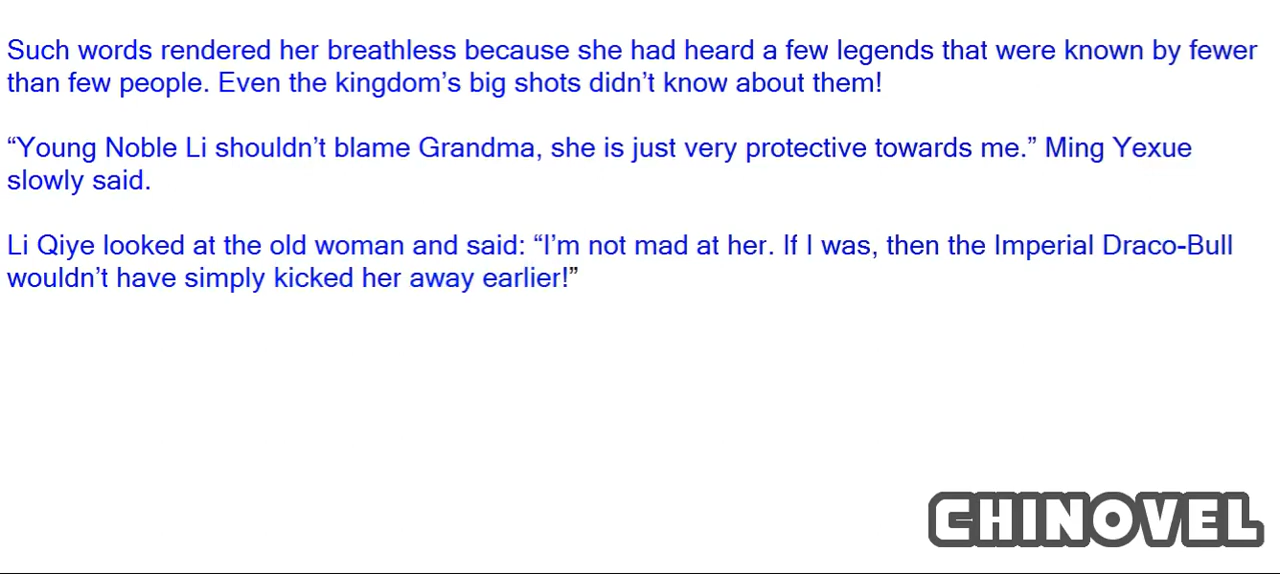 Such words rendered her breathless because she had heard a few legends that were known by fewer
than few people. Even the kingdom’s big shots didn’t know about them!
“Young Noble Li shouldn’t blame Grandma, she is just very protective towards me.” Ming Yexue
slowly said.
Li Qiye looked at the old woman and said: “I’m not mad at her. If I was, then the Imperial Draco-Bull
wouldn’t have simply kicked her away earlier!”
CHINOVEL